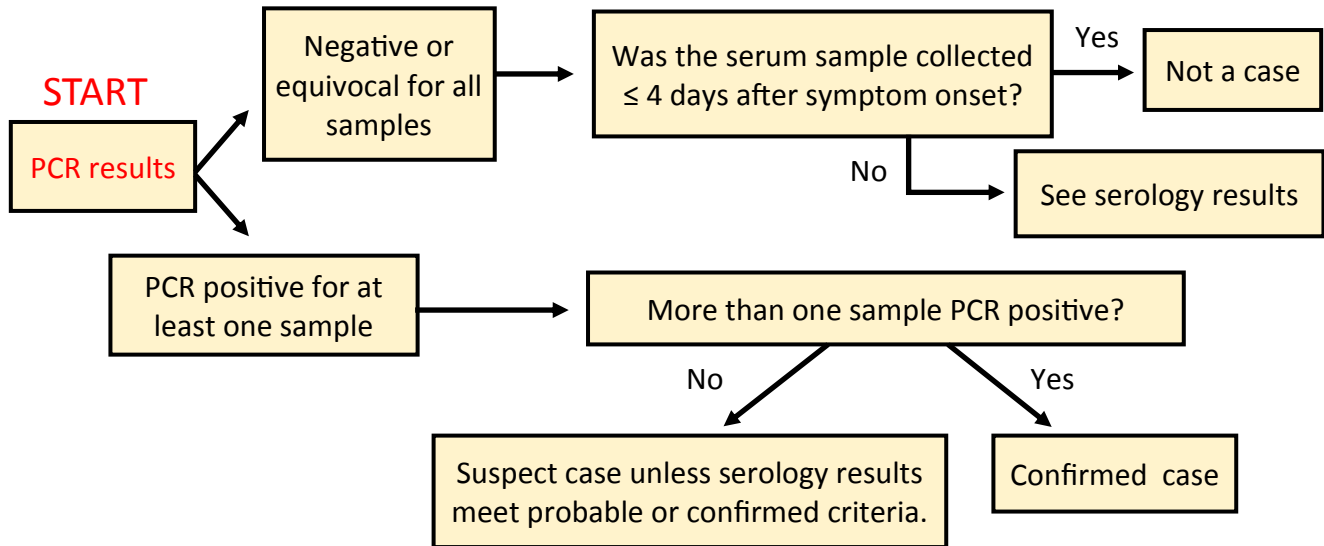 START
PCR results
Negative or
equivocal for all
samples
Was the serum sample collected
≤ 4 days after symptom onset?
Yes
Not a case
No
See serology results
PCR positive for at
least one sample
More than one sample PCR positive?
No
Yes
Suspect case unless serology results
meet probable or confirmed criteria.
Confirmed case